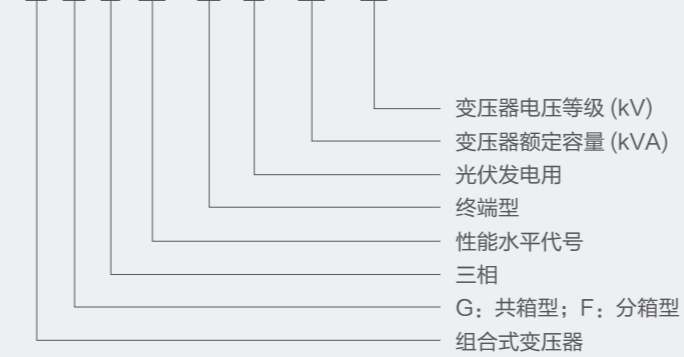 变压器电压等级 (kV)
变压器额定容量 (kVA)
光伏发电用
终端型
性能水平代号
三相
G：共箱型；F：分箱型
组合式变压器